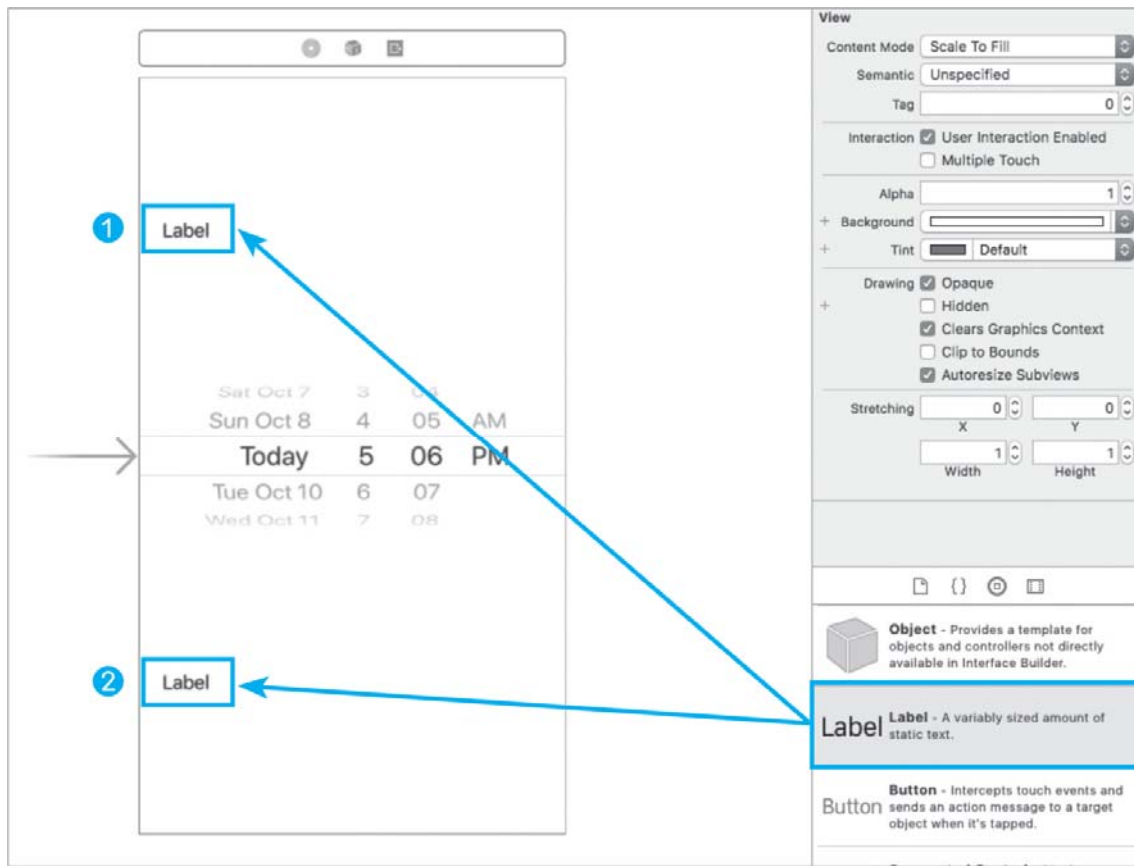 1
Label
Sat Oct 7 3 04
Sun Oct 8 4 05 AM
Today 5 06 PM
Tue Oct 10 6 07
Wed Oct 11 7 08
2
Label
View
Content Mode Scale To Fill
Semantic Unspecified
Tag 0
Interaction User Interaction Enabled
Multiple Touch
Alpha 1
+ Background
+ Tint Default
Drawing Opaque
+ Hidden
Clears Graphics Context
Clip to Bounds
Autoresize Subviews
Stretching 0 0
X Y
1 1
Width Height
{}
Object - Provides a template for
objects and controllers not directly
available in Interface Builder.
Label
Label - A variably sized amount of
static text.
Button
Button - Intercepts touch events and
sends an action message to a target
object when it's tapped.